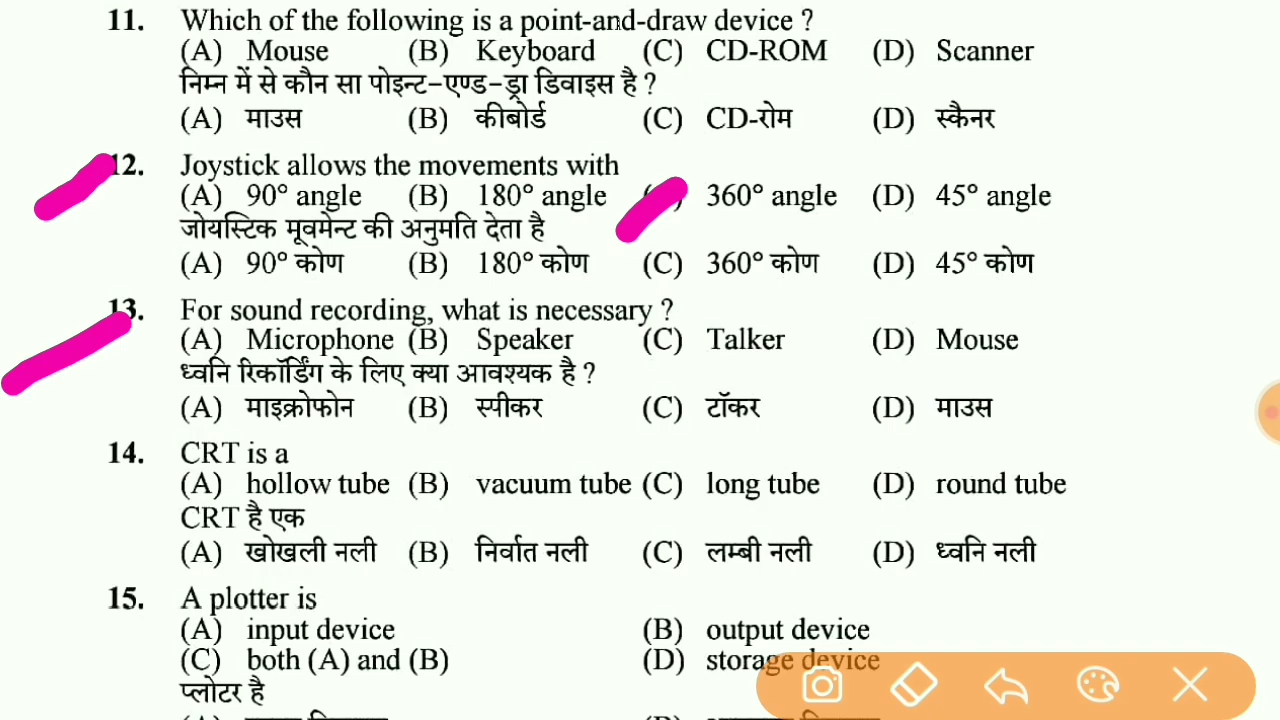 11. Which of the following is a point-and-draw device ?
(A) Mouse (B) Keyboard (C) CD-ROM (D) Scanner
निम्न में से कौन सा पोइन्ट-एण्ड-ड्रा डिवाइस है ?
(A) माउस (B) कीबोर्ड (C) CD-रोम (D) स्कैनर
12. Joystick allows the movements with
(A) 90° angle (B) 180° angle 360° angle (D) 45° angle
जोयस्टिक मूवमेन्ट की अनुमति देता है
(A) 90° कोण (B) 180° कोण (C) 360° कोण (D) 45° कोण
13. For sound recording, what is necessary ?
(A) Microphone (B) Speaker (C) Talker (D) Mouse
ध्वनि रिकॉर्डिंग के लिए क्या आवश्यक है ?
(A) माइक्रोफोन (B) स्पीकर (C) टॉकर (D) माउस
14. CRT is a
(A) hollow tube (B) vacuum tube (C) long tube (D) round tube
CRT है एक
(A) खोखली नली (B) निर्वात नली (C) लम्बी नली (D) ध्वनि नली
15. A plotter is
(A) input device (B) output device
(C) both (A) and (B) (D) storage device
प्लोटर है